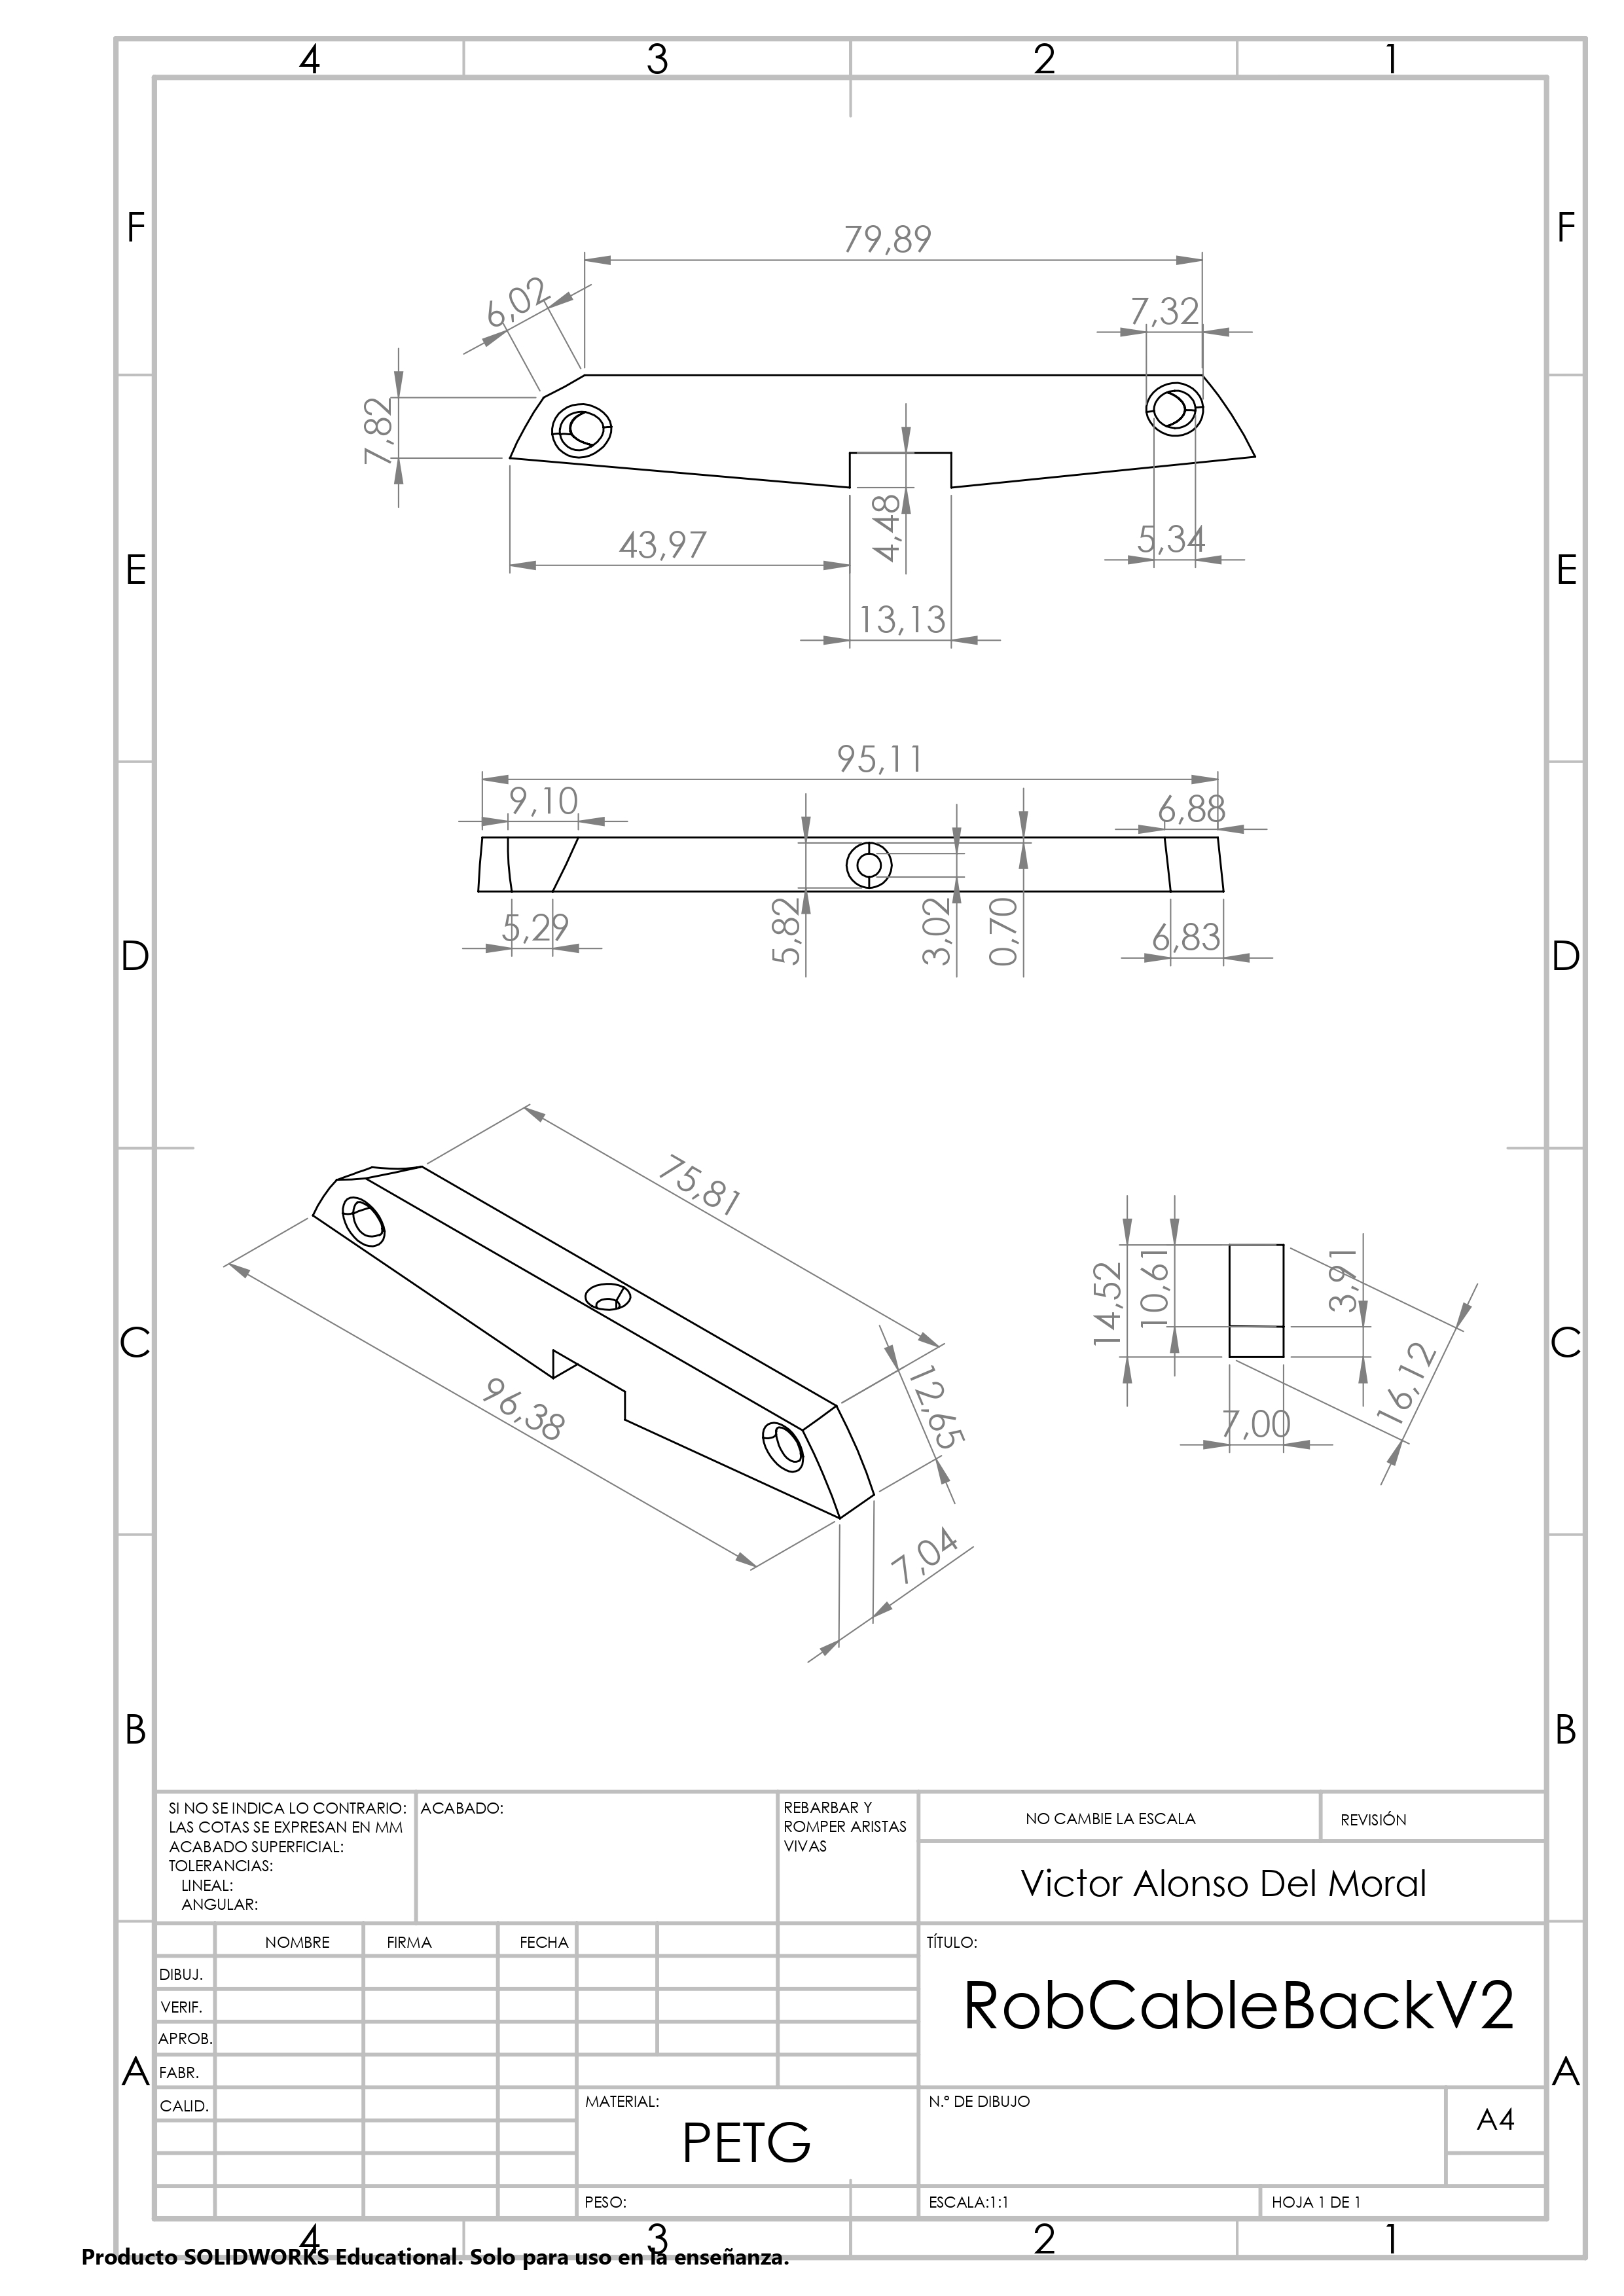 4 3 2 1
F F
79,89
6,02
7,32
7,82
4,48
43,97
5,34
13,13
E E
95,11
9,10
6,88
5,29
5,82
3,02
0,70
6,83
D D
75,81
96,38
12,65
7,04
14,52
10,61
3,91
16,12
7,00
C C
B B
SI NO SE INDICA LO CONTRARIO:
LAS COTAS SE EXPRESAN EN MM
ACABADO SUPERFICIAL:
TOLERANCIAS:
LINEAL:
ANGULAR:
ACABADO:
REBARBAR Y
ROMPER ARISTAS
VIVAS
NO CAMBIE LA ESCALA
REVISIÓN
Victor Alonso Del Moral
NOMBRE FIRMA FECHA
DIBUJ.
VERIF.
APROB.
FABR.
CALID.
TÍTULO:
RobCableBackV2
MATERIAL:
PETG
N.º DE DIBUJO
A4
PESO:
ESCALA:1:1
HOJA 1 DE 1
A A
4 3 2 1
Producto SOLIDWORKS Educational. Solo para uso en la enseñanza.